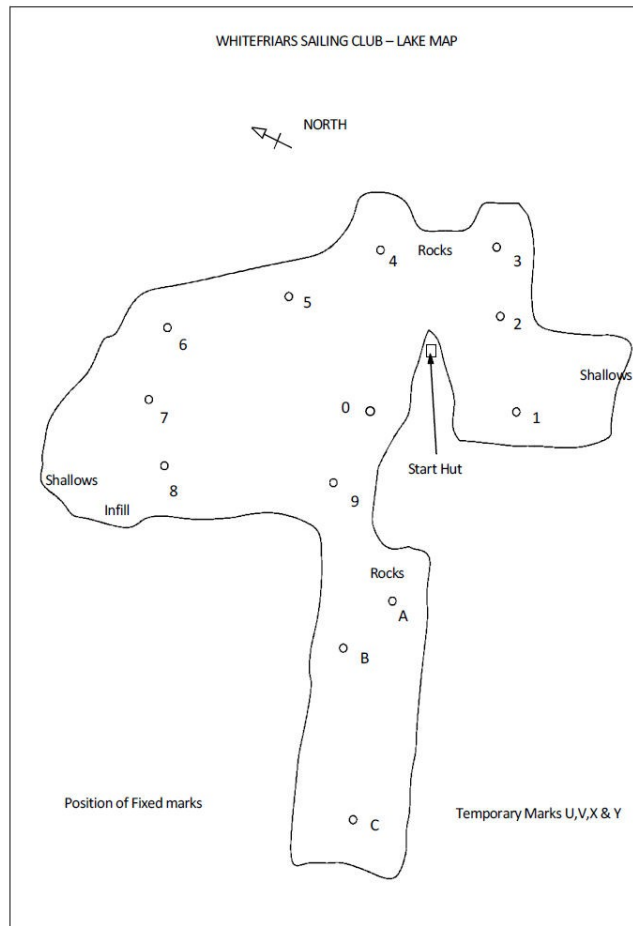 WHITEFRIARS SAILING CLUB – LAKE MAP
NORTH
4
Rocks
3
5
2
6
Shallows
7
0
1
Start Hut
Shallows
8
9
Infill
Rocks
A
B
Position of Fixed marks
Temporary Marks U,V,X & Y
C